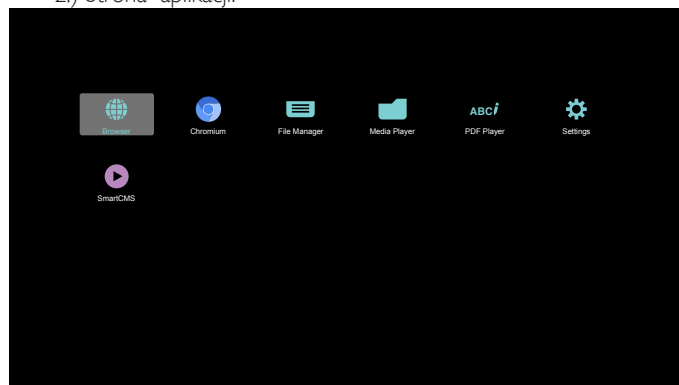 2.) Strona aplikacji:
Browser Chromium File Manager Media Player PDF Player Settings
ABCi
SmartCMS